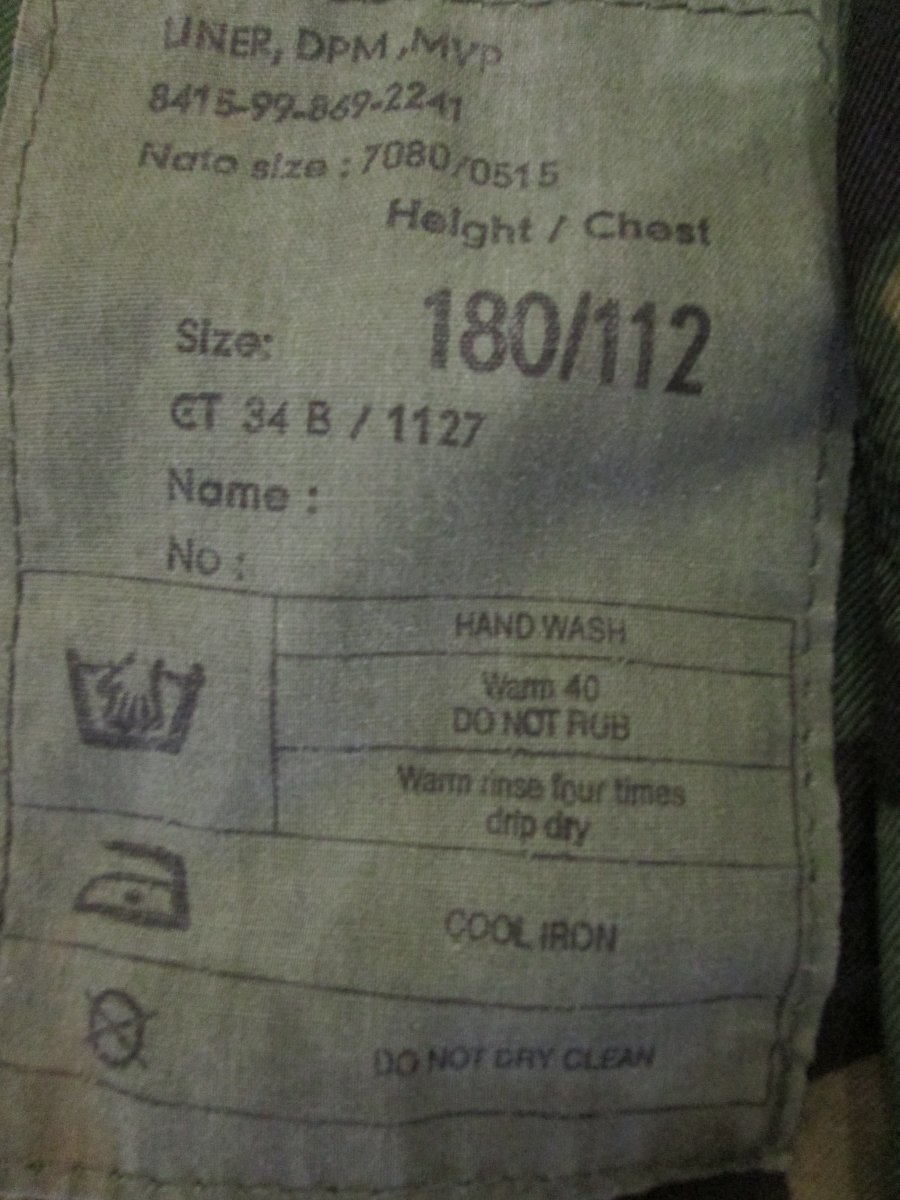 LINER, DPM, MVP
8415-99-869-2241
Nato size : 7080/0515
Height / Chest
Size: 180/112
CT 34 B / 1127
Name :
No :
HAND WASH
Warm 40
DO NOT RUB
Warm rinse four times
drip dry
COOL IRON
DO NOT DRY CLEAN